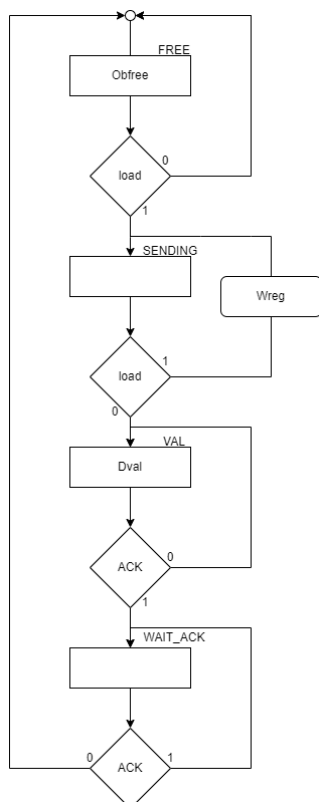 FREE
Obfree
load
0
1
SENDING
Wreg
load
1
0
VAL
Dval
ACK
0
1
WAIT_ACK
ACK
0
1